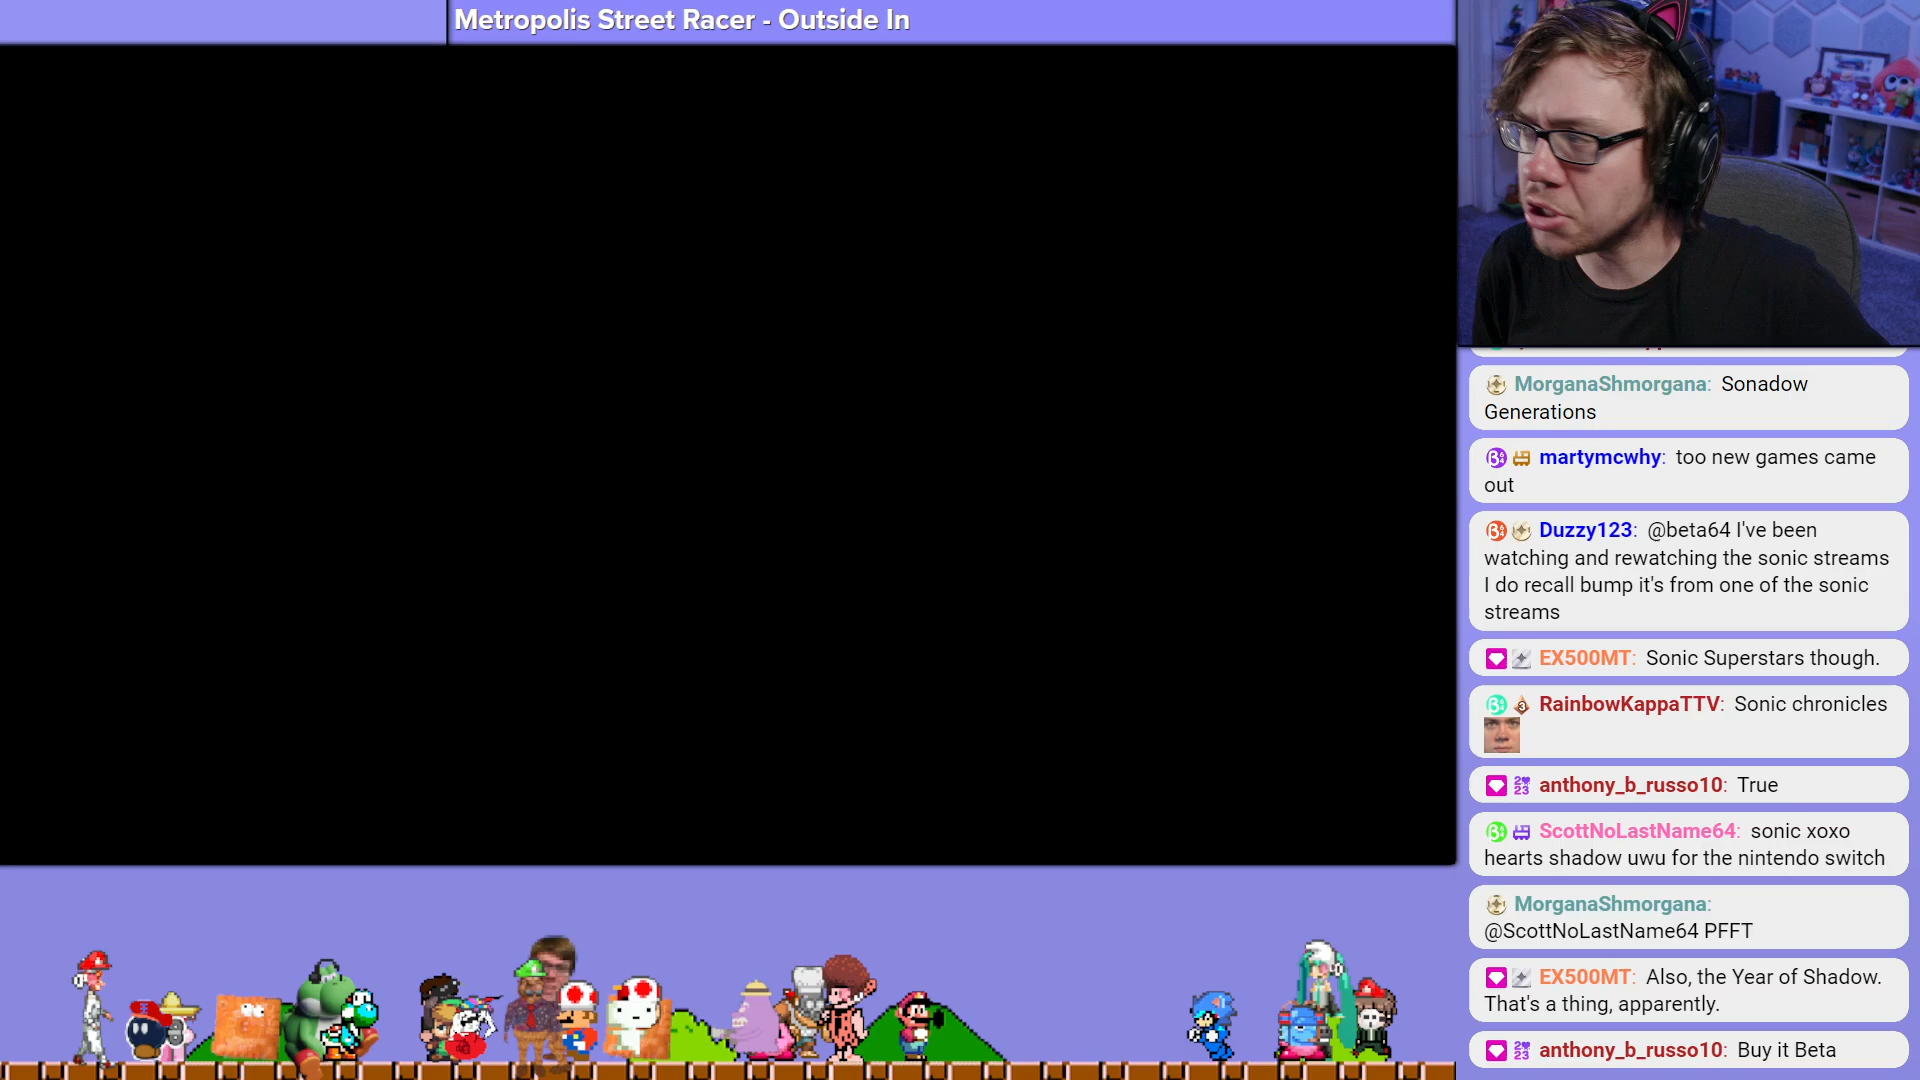 Metropolis Street Racer - Outside In
MorganaShmorgana: Sonadow
Generations
martymcwhy: too new games came
out
Duzzy123: @beta64 I've been
watching and rewatching the sonic streams
I do recall bump it's from one of the sonic
streams
EX500MT: Sonic Superstars though.
RainbowKappaTTV: Sonic chronicles
anthony_b_russo10: True
ScottNoLastName64: sonic xoxo
hearts shadow uwu for the nintendo switch
MorganaShmorgana:
@ScottNoLastName64 PFFT
EX500MT: Also, the Year of Shadow.
That's a thing, apparently.
anthony_b_russo10: Buy it Beta